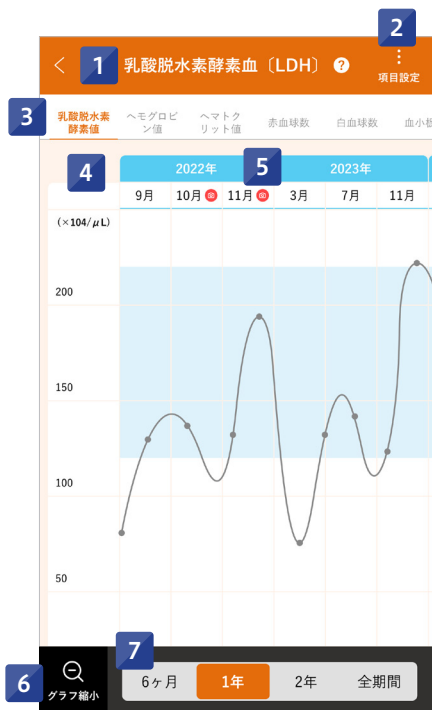 2
1 乳酸脱水素酵素血〔LDH〕 ?
項目設定
3 乳酸脱水素 ヘモグロビ ヘマトク 赤血球数 白血球数 血小
酵素値 ン値 リット値
4 2022年 5 2023年
9月 10月 11月 3月 7月 11月
(×104/μL)
200
150
100
50
7
6 グラフ縮小 6ヶ月 1年 2年 全期間